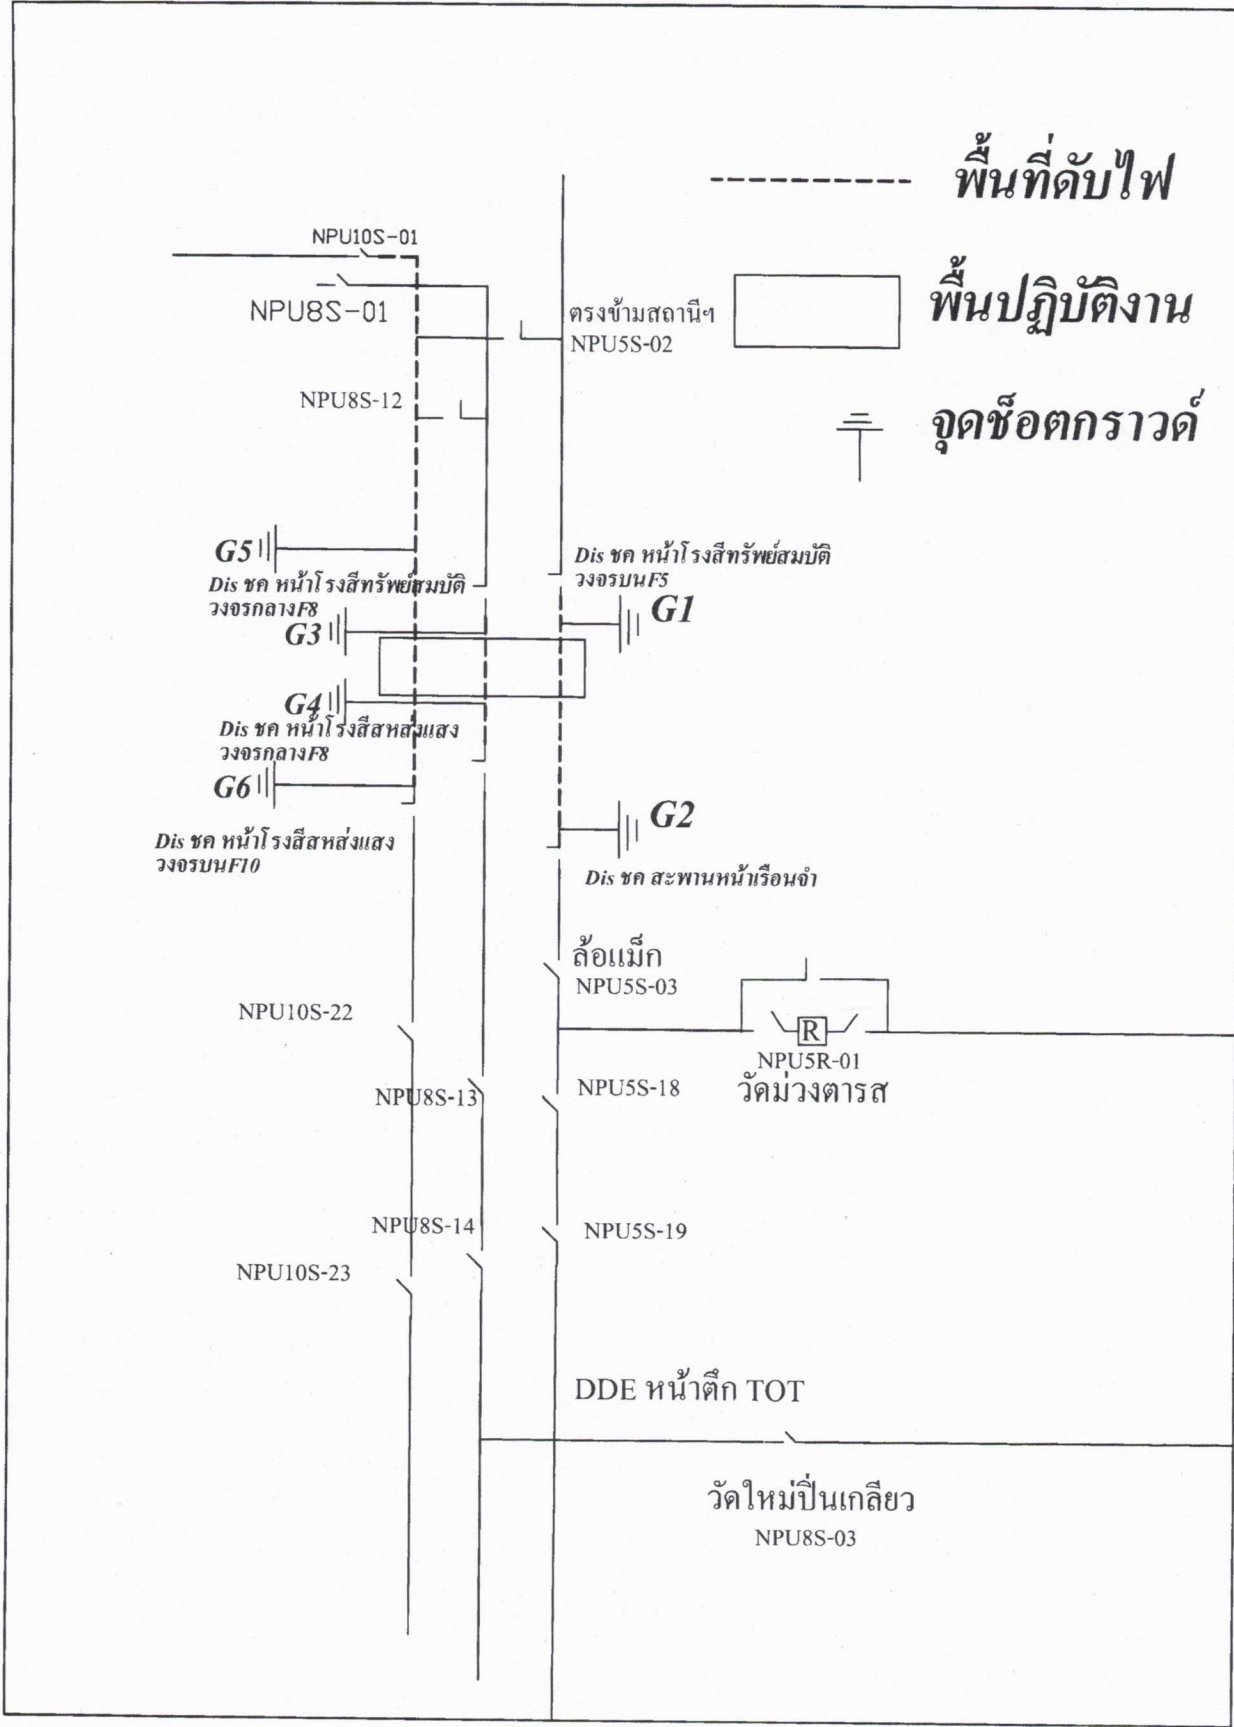 พื้นที่ดับไฟ
NPU10S-01
NPU8S-01
พื้นปฏิบัติงาน
ตรงข้ามสถานีฯ
NPU5S-02
NPU8S-12
จุดช็อตกราวด์
G5
Dis ชค หน้าโรงสีทรัพย์สมบัติ
วงจรบนF5
Dis ชค หน้าโรงสีทรัพย์สมบัติ
วงจรกลางF8
G1
G3
G4
Dis ชค หน้าโรงสีสหส่งแสง
วงจรกลางF8
G6
G2
Dis ชค หน้าโรงสีสหส่งแสง
วงจรบนF10
Dis ชค สะพานหน้าเรือนจำ
ล้อแม็ก
NPU5S-03
NPU10S-22
R
NPU5R-01
วัดม่วงตารส
NPU8S-13
NPU5S-18
NPU8S-14
NPU5S-19
NPU10S-23
DDE หน้าตึก TOT
วัดใหม่ปิ่นเกลียว
NPU8S-03